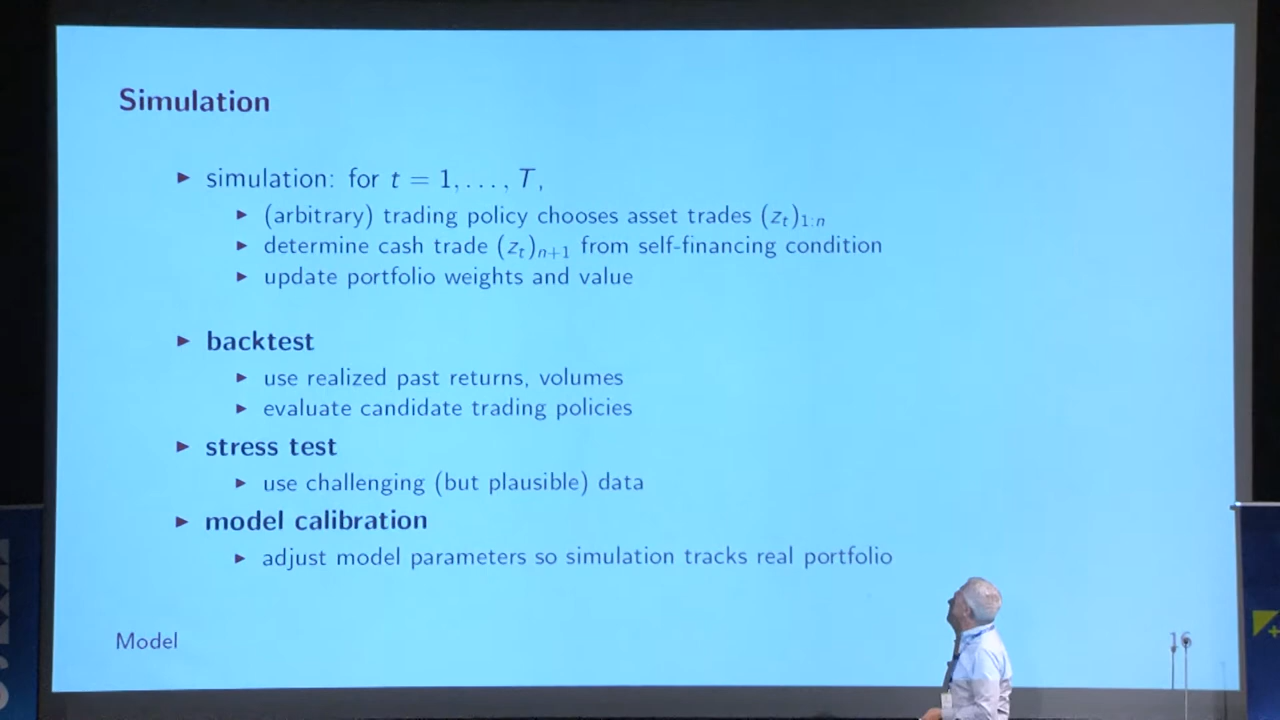 Simulation
▶ simulation: for t = 1, . . . , T,
▶ (arbitrary) trading policy chooses asset trades (z_t)_{1:n}
▶ determine cash trade (z_t)_{n+1} from self-financing condition
▶ update portfolio weights and value
▶ backtest
▶ use realized past returns, volumes
▶ evaluate candidate trading policies
▶ stress test
▶ use challenging (but plausible) data
▶ model calibration
▶ adjust model parameters so simulation tracks real portfolio
Model
16